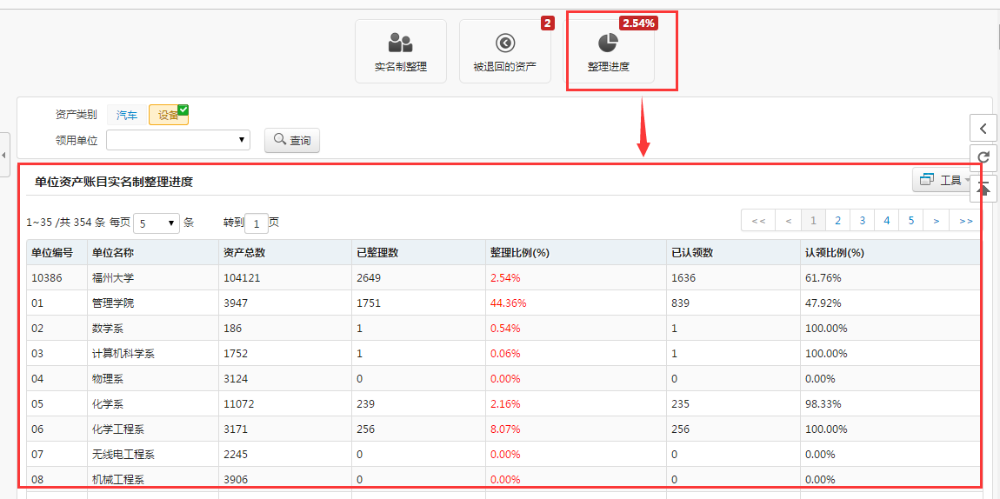 2 2.54%
实名制整理 被退回的资产 整理进度
资产类别 汽车 设备
领用单位 查询
单位资产账目实名制整理进度 工具
1~35 /共 354 条 每页 5 条 转到 1 页 << < 1 2 3 4 5 > >>
单位编号 单位名称 资产总数 已整理数 整理比例(%) 已认领数 认领比例(%)
10386 福州大学 104121 2649 2.54% 1636 61.76%
01 管理学院 3947 1751 44.36% 839 47.92%
02 数学系 186 1 0.54% 1 100.00%
03 计算机科学系 1752 1 0.06% 1 100.00%
04 物理系 3124 0 0.00% 0 0.00%
05 化学系 11072 239 2.16% 235 98.33%
06 化学工程系 3171 256 8.07% 256 100.00%
07 无线电工程系 2245 0 0.00% 0 0.00%
08 机械工程系 3906 0 0.00% 0 0.00%